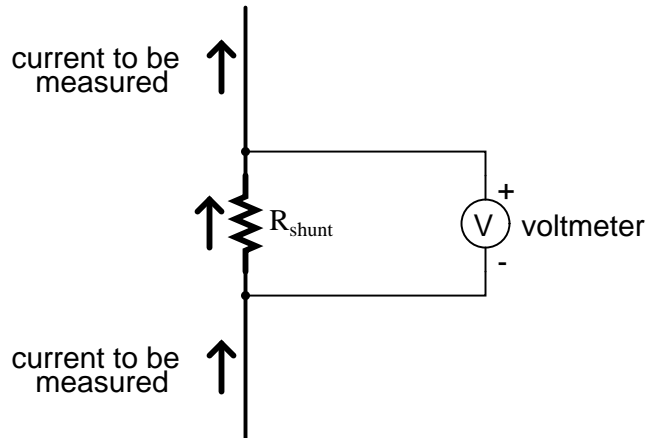 current to be
measured
R_shunt
+
V
voltmeter
-
current to be
measured